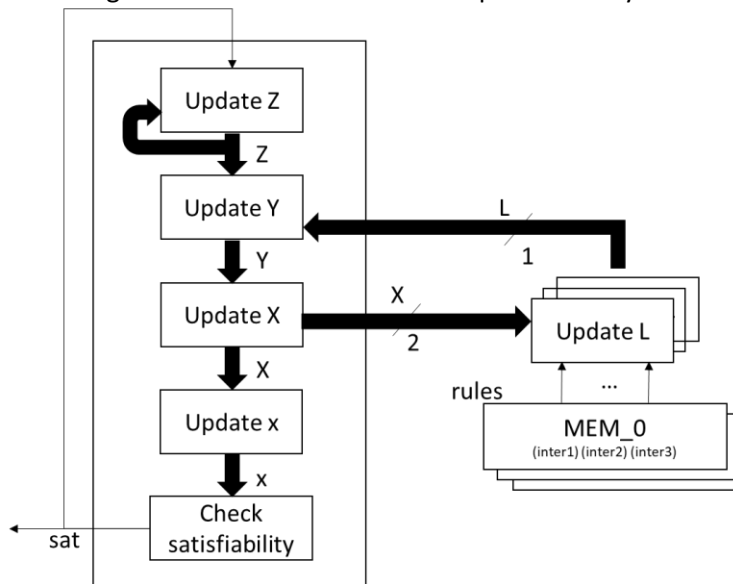 Update Z
Z
Update Y
L
1
Y
Update X
X
2
Update L
X
rules
...
Update x
MEM_0
(inter1) (inter2) (inter3)
x
Check
satisfiability
sat